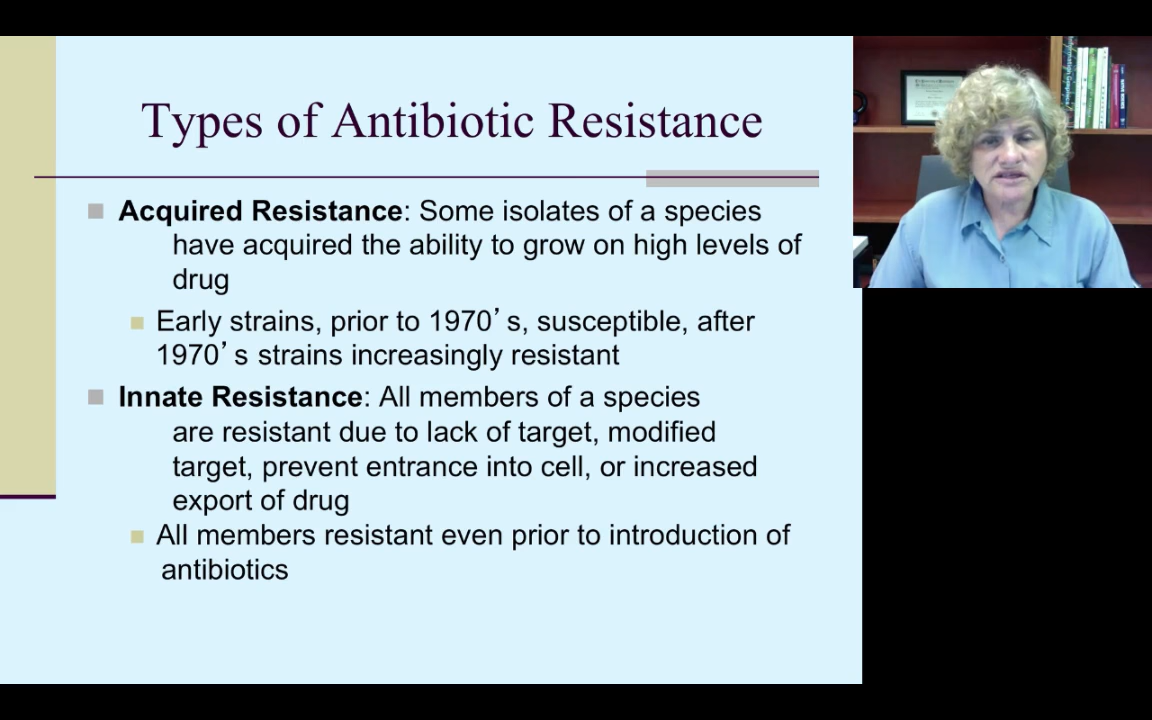 Types of Antibiotic Resistance
Acquired Resistance: Some isolates of a species
have acquired the ability to grow on high levels of
drug
Early strains, prior to 1970’s, susceptible, after
1970’s strains increasingly resistant
Innate Resistance: All members of a species
are resistant due to lack of target, modified
target, prevent entrance into cell, or increased
export of drug
All members resistant even prior to introduction of
antibiotics